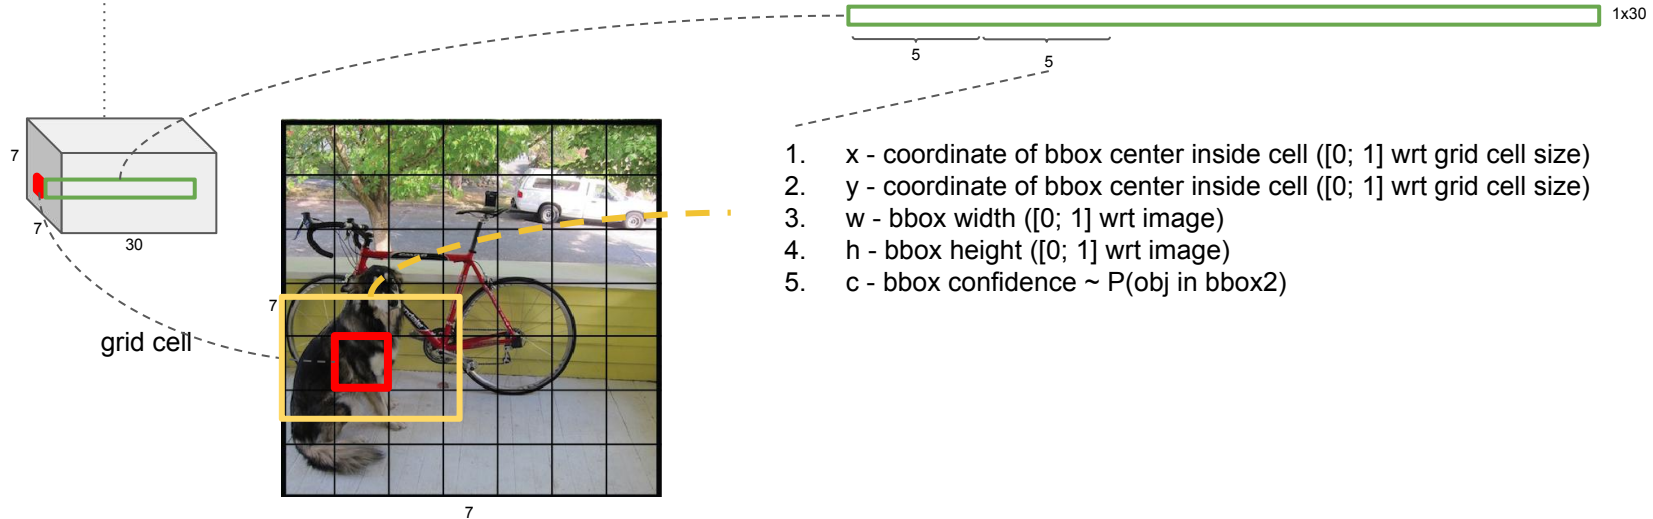 1x30
5
5
7
7
30
1. x - coordinate of bbox center inside cell ([0; 1] wrt grid cell size)
2. y - coordinate of bbox center inside cell ([0; 1] wrt grid cell size)
3. w - bbox width ([0; 1] wrt image)
4. h - bbox height ([0; 1] wrt image)
5. c - bbox confidence ~ P(obj in bbox2)
7
grid cell
7